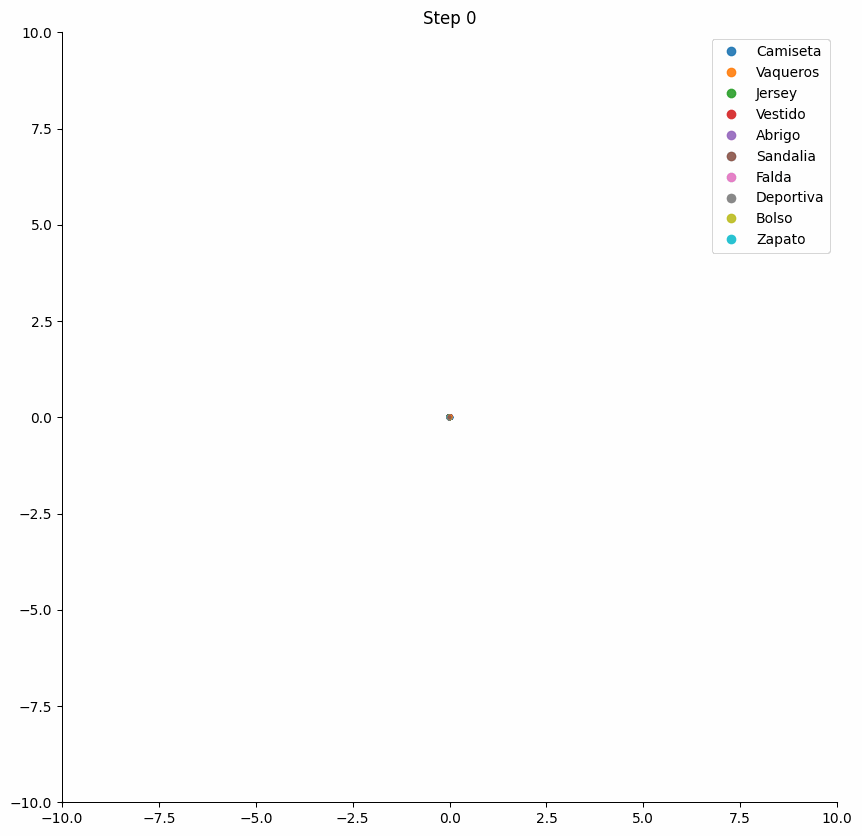 Step 0
10.0
7.5
5.0
2.5
0.0
−2.5
−5.0
−7.5
−10.0
−10.0 −7.5 −5.0 −2.5 0.0 2.5 5.0 7.5 10.0
Camiseta
Vaqueros
Jersey
Vestido
Abrigo
Sandalia
Falda
Deportiva
Bolso
Zapato